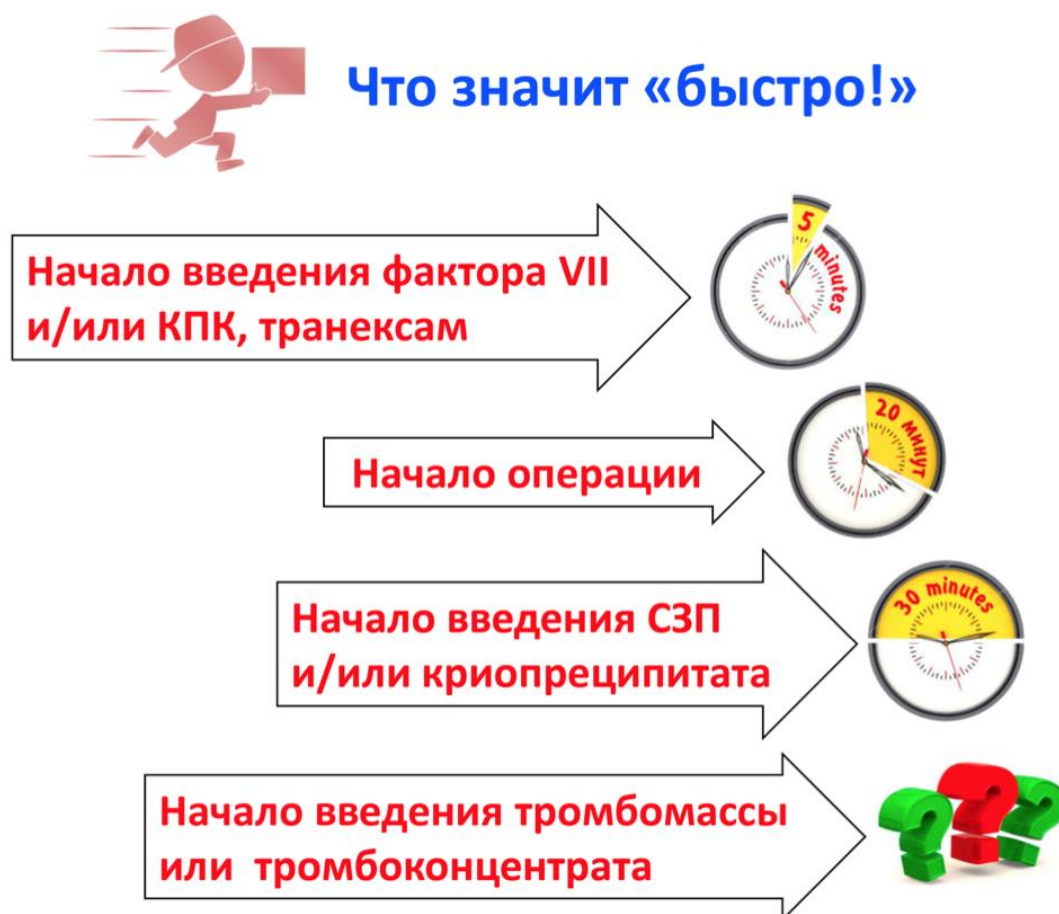 Что значит «быстро!»
Начало введения фактора VII
и/или КПК, транексам
5
minutes
Начало операции
20 минут
Начало введения СЗП
и/или криопреципитата
30 minutes
Начало введения тромбомассы
или тромбоконцентрата
???